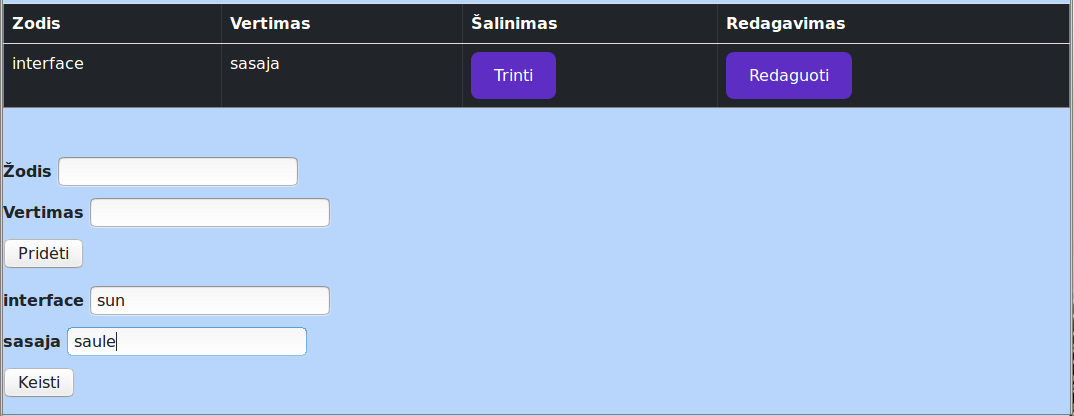 Zodis Vertimas Šalinimas Redagavimas
interface sasaja Trinti Redaguoti
Žodis
Vertimas
Pridėti
interface sun
sasaja saule
Keisti